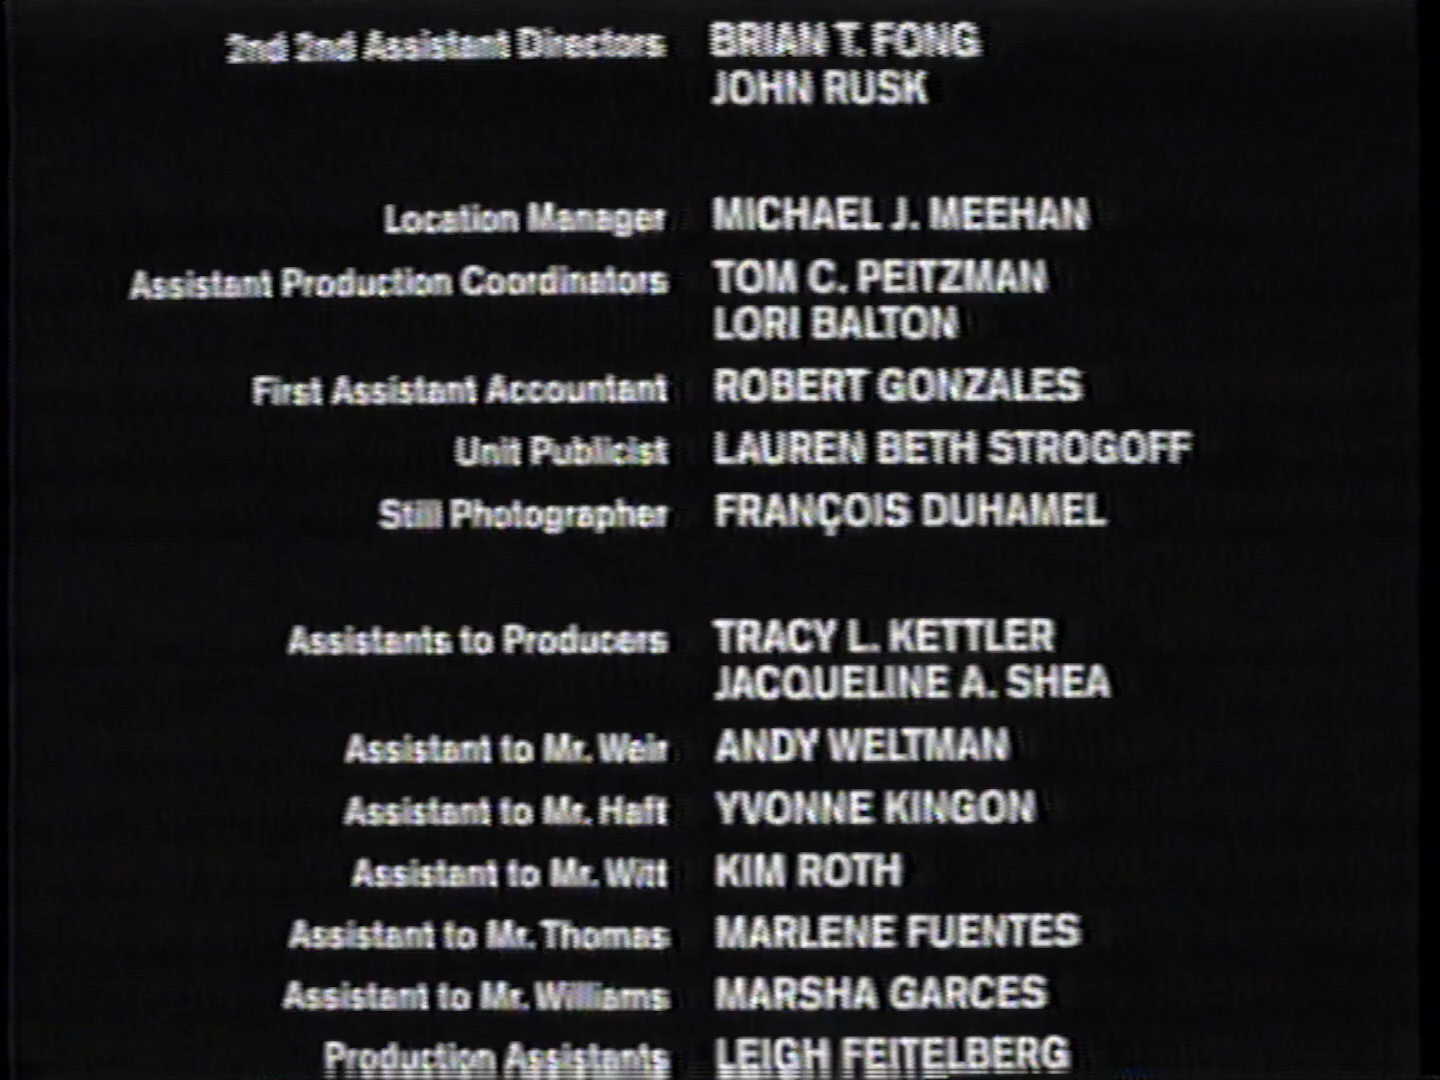 2nd 2nd Assistant Directors BRIAN T. FONG
JOHN RUSK
Location Manager MICHAEL J. MEEHAN
Assistant Production Coordinators TOM C. PEITZMAN
LORI BALTON
First Assistant Accountant ROBERT GONZALES
Unit Publicist LAUREN BETH STROGOFF
Still Photographer FRANÇOIS DUHAMEL
Assistants to Producers TRACY L. KETTLER
JACQUELINE A. SHEA
Assistant to Mr. Weir ANDY WELTMAN
Assistant to Mr. Haft YVONNE KINGON
Assistant to Mr. Witt KIM ROTH
Assistant to Mr. Thomas MARLENE FUENTES
Assistant to Mr. Williams MARSHA GARCES
Production Assistants LEIGH FEITELBERG